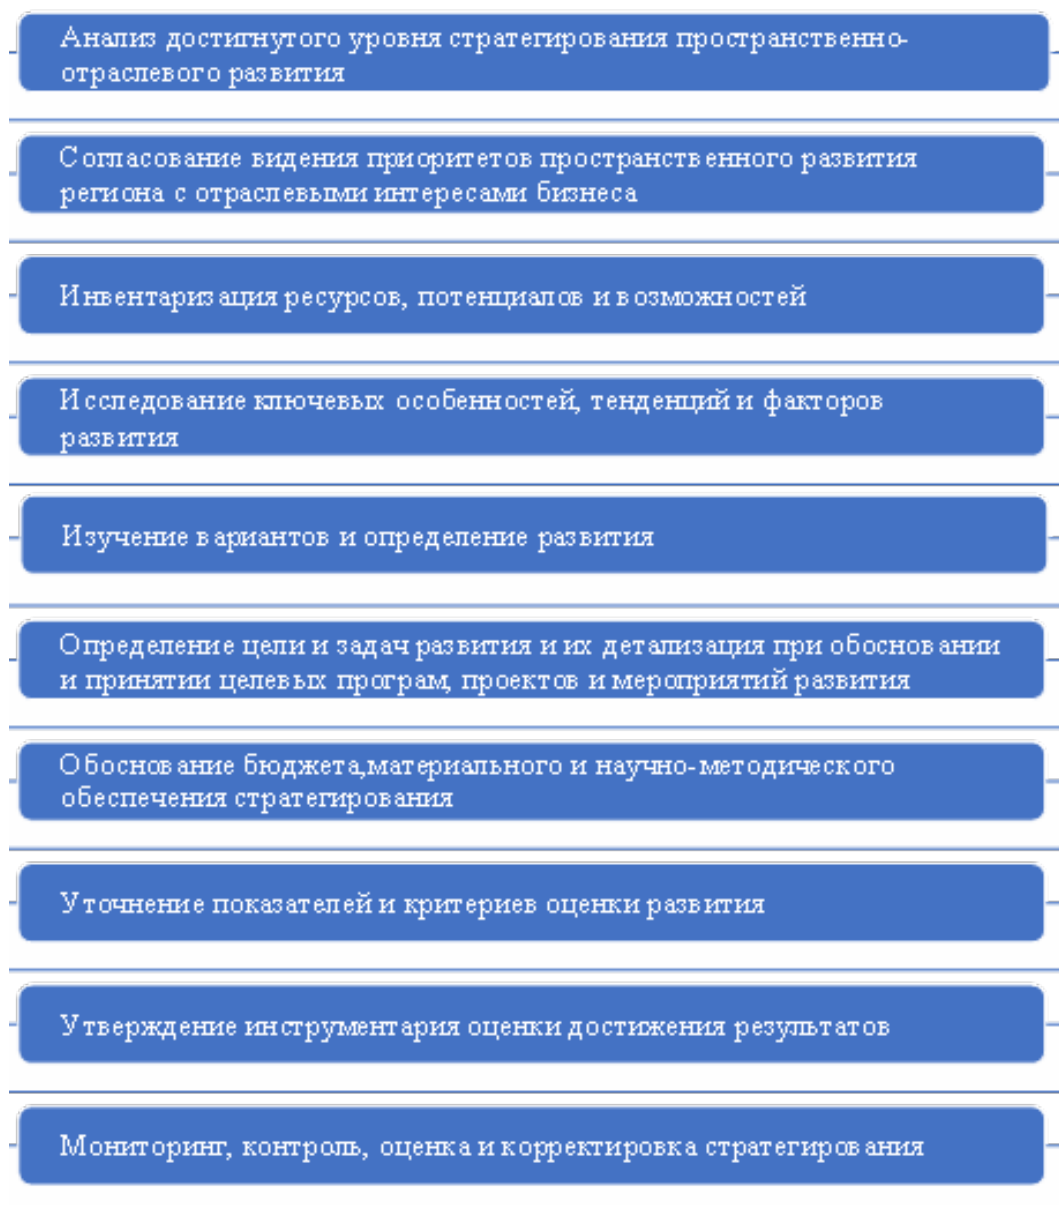 Анализ достигнутого уровня стратегирования пространственно-
отраслевого развития
Согласование видения приоритетов пространственного развития
региона с отраслевыми интересами бизнеса
Инвентаризация ресурсов, потенциалов и возможностей
Исследование ключевых особенностей, тенденций и факторов
развития
Изучение вариантов и определение развития
Определение цели и задач развития и их детализация при обосновании
и принятии целевых програм, проектов и мероприятий развития
Обоснование бюджета,материального и научно-методического
обеспечения стратегирования
Уточнение показателей и критериев оценки развития
Утверждение инструментария оценки достижения результатов
Мониторинг, контроль, оценка и корректировка стратегирования